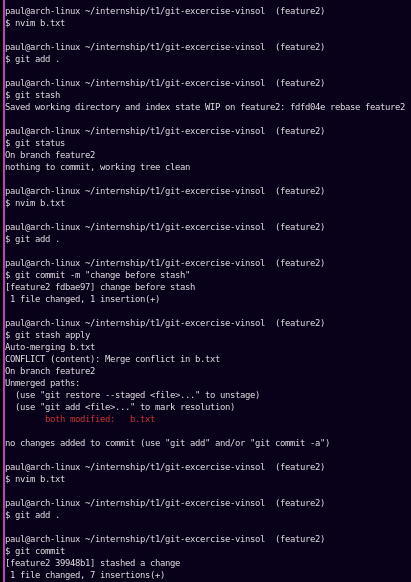 paul@arch-linux ~/internship/t1/git-excercise-vinsol  (feature2)
$ nvim b.txt

paul@arch-linux ~/internship/t1/git-excercise-vinsol  (feature2)
$ git add .

paul@arch-linux ~/internship/t1/git-excercise-vinsol  (feature2)
$ git stash
Saved working directory and index state WIP on feature2: fdfd04e rebase feature2

paul@arch-linux ~/internship/t1/git-excercise-vinsol  (feature2)
$ git status
On branch feature2
nothing to commit, working tree clean

paul@arch-linux ~/internship/t1/git-excercise-vinsol  (feature2)
$ nvim b.txt

paul@arch-linux ~/internship/t1/git-excercise-vinsol  (feature2)
$ git add .

paul@arch-linux ~/internship/t1/git-excercise-vinsol  (feature2)
$ git commit -m "change before stash"
[feature2 fdbae97] change before stash
 1 file changed, 1 insertion(+)

paul@arch-linux ~/internship/t1/git-excercise-vinsol  (feature2)
$ git stash apply
Auto-merging b.txt
CONFLICT (content): Merge conflict in b.txt
On branch feature2
Unmerged paths:
  (use "git restore --staged <file>..." to unstage)
  (use "git add <file>..." to mark resolution)
        both modified:   b.txt

no changes added to commit (use "git add" and/or "git commit -a")

paul@arch-linux ~/internship/t1/git-excercise-vinsol  (feature2)
$ nvim b.txt

paul@arch-linux ~/internship/t1/git-excercise-vinsol  (feature2)
$ git add .

paul@arch-linux ~/internship/t1/git-excercise-vinsol  (feature2)
$ git commit
[feature2 39948b1] stashed a change
 1 file changed, 7 insertions(+)